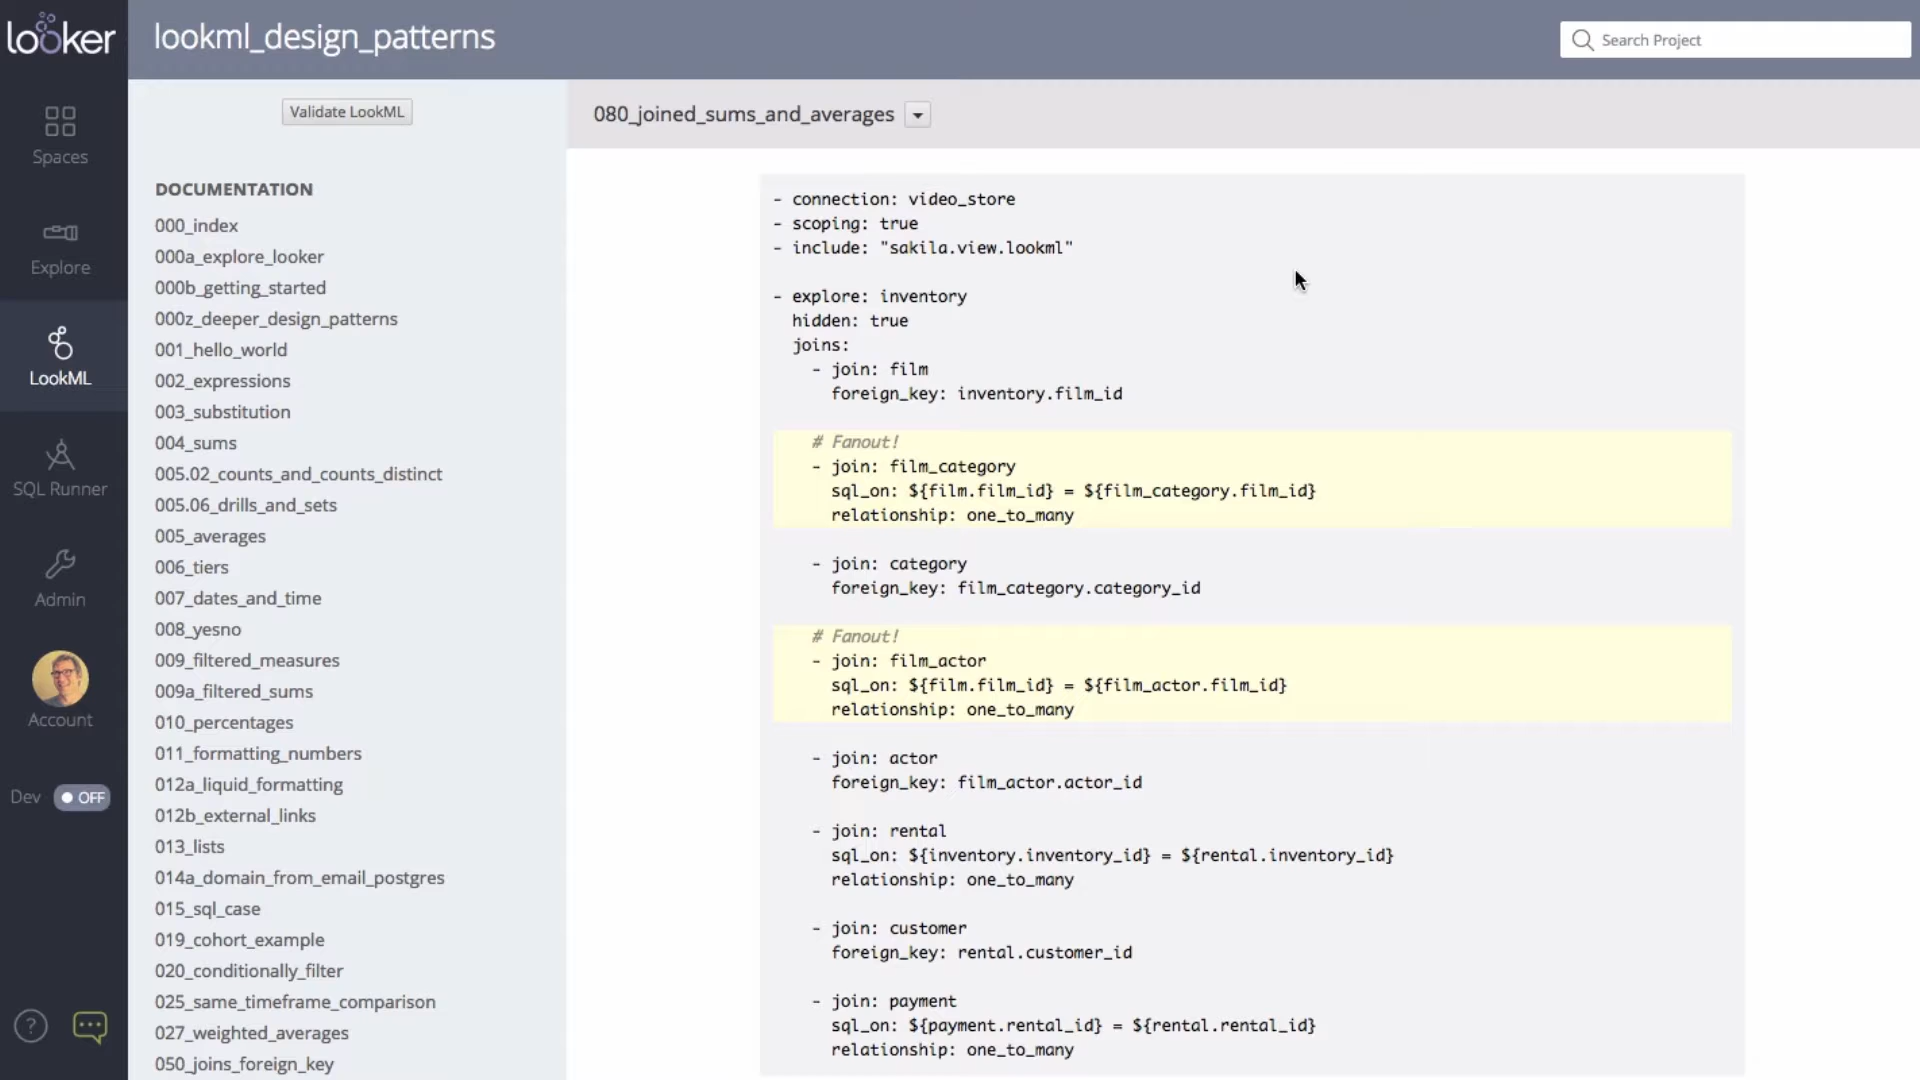 looker
lookml_design_patterns
Search Project
Spaces
Explore
LookML
SQL Runner
Admin
Account
Dev OFF
?
Validate LookML
DOCUMENTATION
000_index
000a_explore_looker
000b_getting_started
000z_deeper_design_patterns
001_hello_world
002_expressions
003_substitution
004_sums
005.02_counts_and_counts_distinct
005.06_drills_and_sets
005_averages
006_tiers
007_dates_and_time
008_yesno
009_filtered_measures
009a_filtered_sums
010_percentages
011_formatting_numbers
012a_liquid_formatting
012b_external_links
013_lists
014a_domain_from_email_postgres
015_sql_case
019_cohort_example
020_conditionally_filter
025_same_timeframe_comparison
027_weighted_averages
050_joins_foreign_key
080_joined_sums_and_averages
- connection: video_store
- scoping: true
- include: "sakila.view.lookml"
- explore: inventory
hidden: true
joins:
- join: film
foreign_key: inventory.film_id
# Fanout!
- join: film_category
sql_on: ${film.film_id} = ${film_category.film_id}
relationship: one_to_many
- join: category
foreign_key: film_category.category_id
# Fanout!
- join: film_actor
sql_on: ${film.film_id} = ${film_actor.film_id}
relationship: one_to_many
- join: actor
foreign_key: film_actor.actor_id
- join: rental
sql_on: ${inventory.inventory_id} = ${rental.inventory_id}
relationship: one_to_many
- join: customer
foreign_key: rental.customer_id
- join: payment
sql_on: ${payment.rental_id} = ${rental.rental_id}
relationship: one_to_many